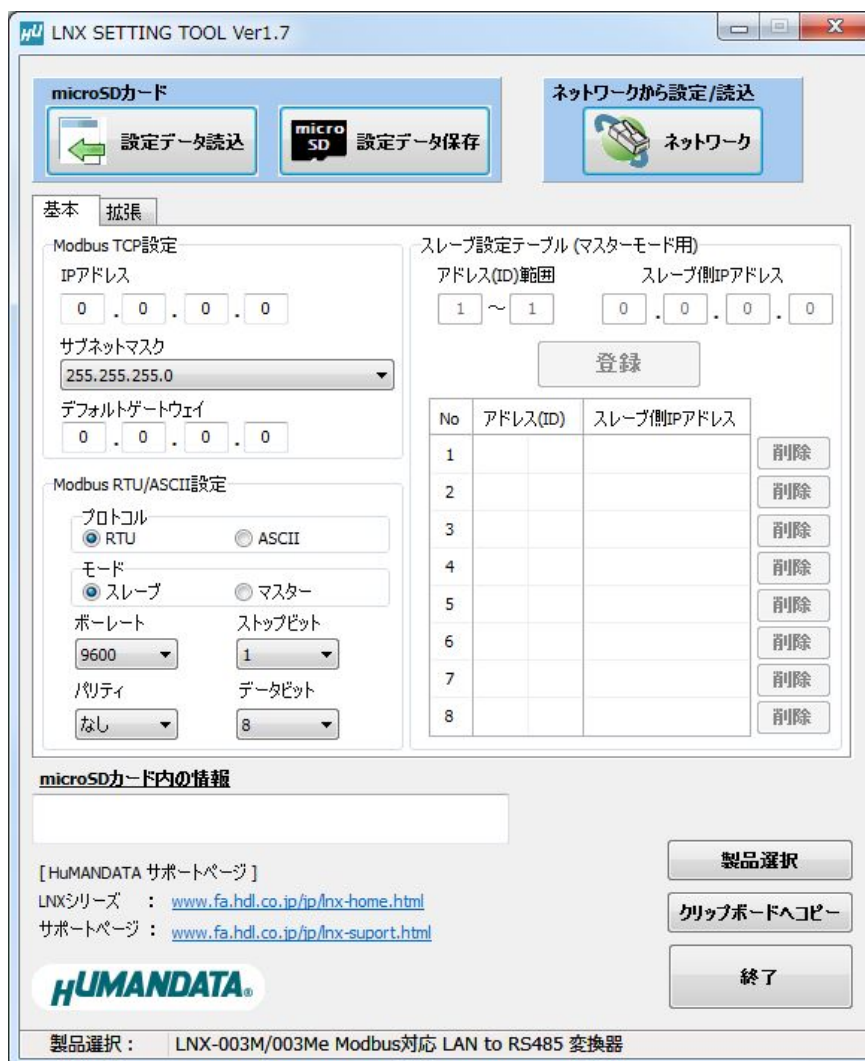 LNX SETTING TOOL Ver1.7
microSDカード
設定データ読込
micro SD
設定データ保存
ネットワークから設定/読込
ネットワーク
基本 拡張
Modbus TCP設定
IPアドレス
0 . 0 . 0 . 0
サブネットマスク
255.255.255.0
デフォルトゲートウェイ
0 . 0 . 0 . 0
Modbus RTU/ASCII設定
プロトコル
RTU ASCII
モード
スレーブ マスター
ボーレート ストップビット
9600 1
パリティ データビット
なし 8
スレーブ設定テーブル (マスターモード用)
アドレス(ID)範囲 スレーブ側IPアドレス
1 ～ 1 0 . 0 . 0 . 0
登録
No アドレス(ID) スレーブ側IPアドレス
1 削除
2 削除
3 削除
4 削除
5 削除
6 削除
7 削除
8 削除
microSDカード内の情報
[ HuMANDATA サポートページ ]
LNXシリーズ : www.fa.hdl.co.jp/jp/lnx-home.html
サポートページ : www.fa.hdl.co.jp/jp/lnx-suport.html
HUMANDATA®
製品選択
クリップボードへコピー
終了
製品選択 : LNX-003M/003Me Modbus対応 LAN to RS485 変換器